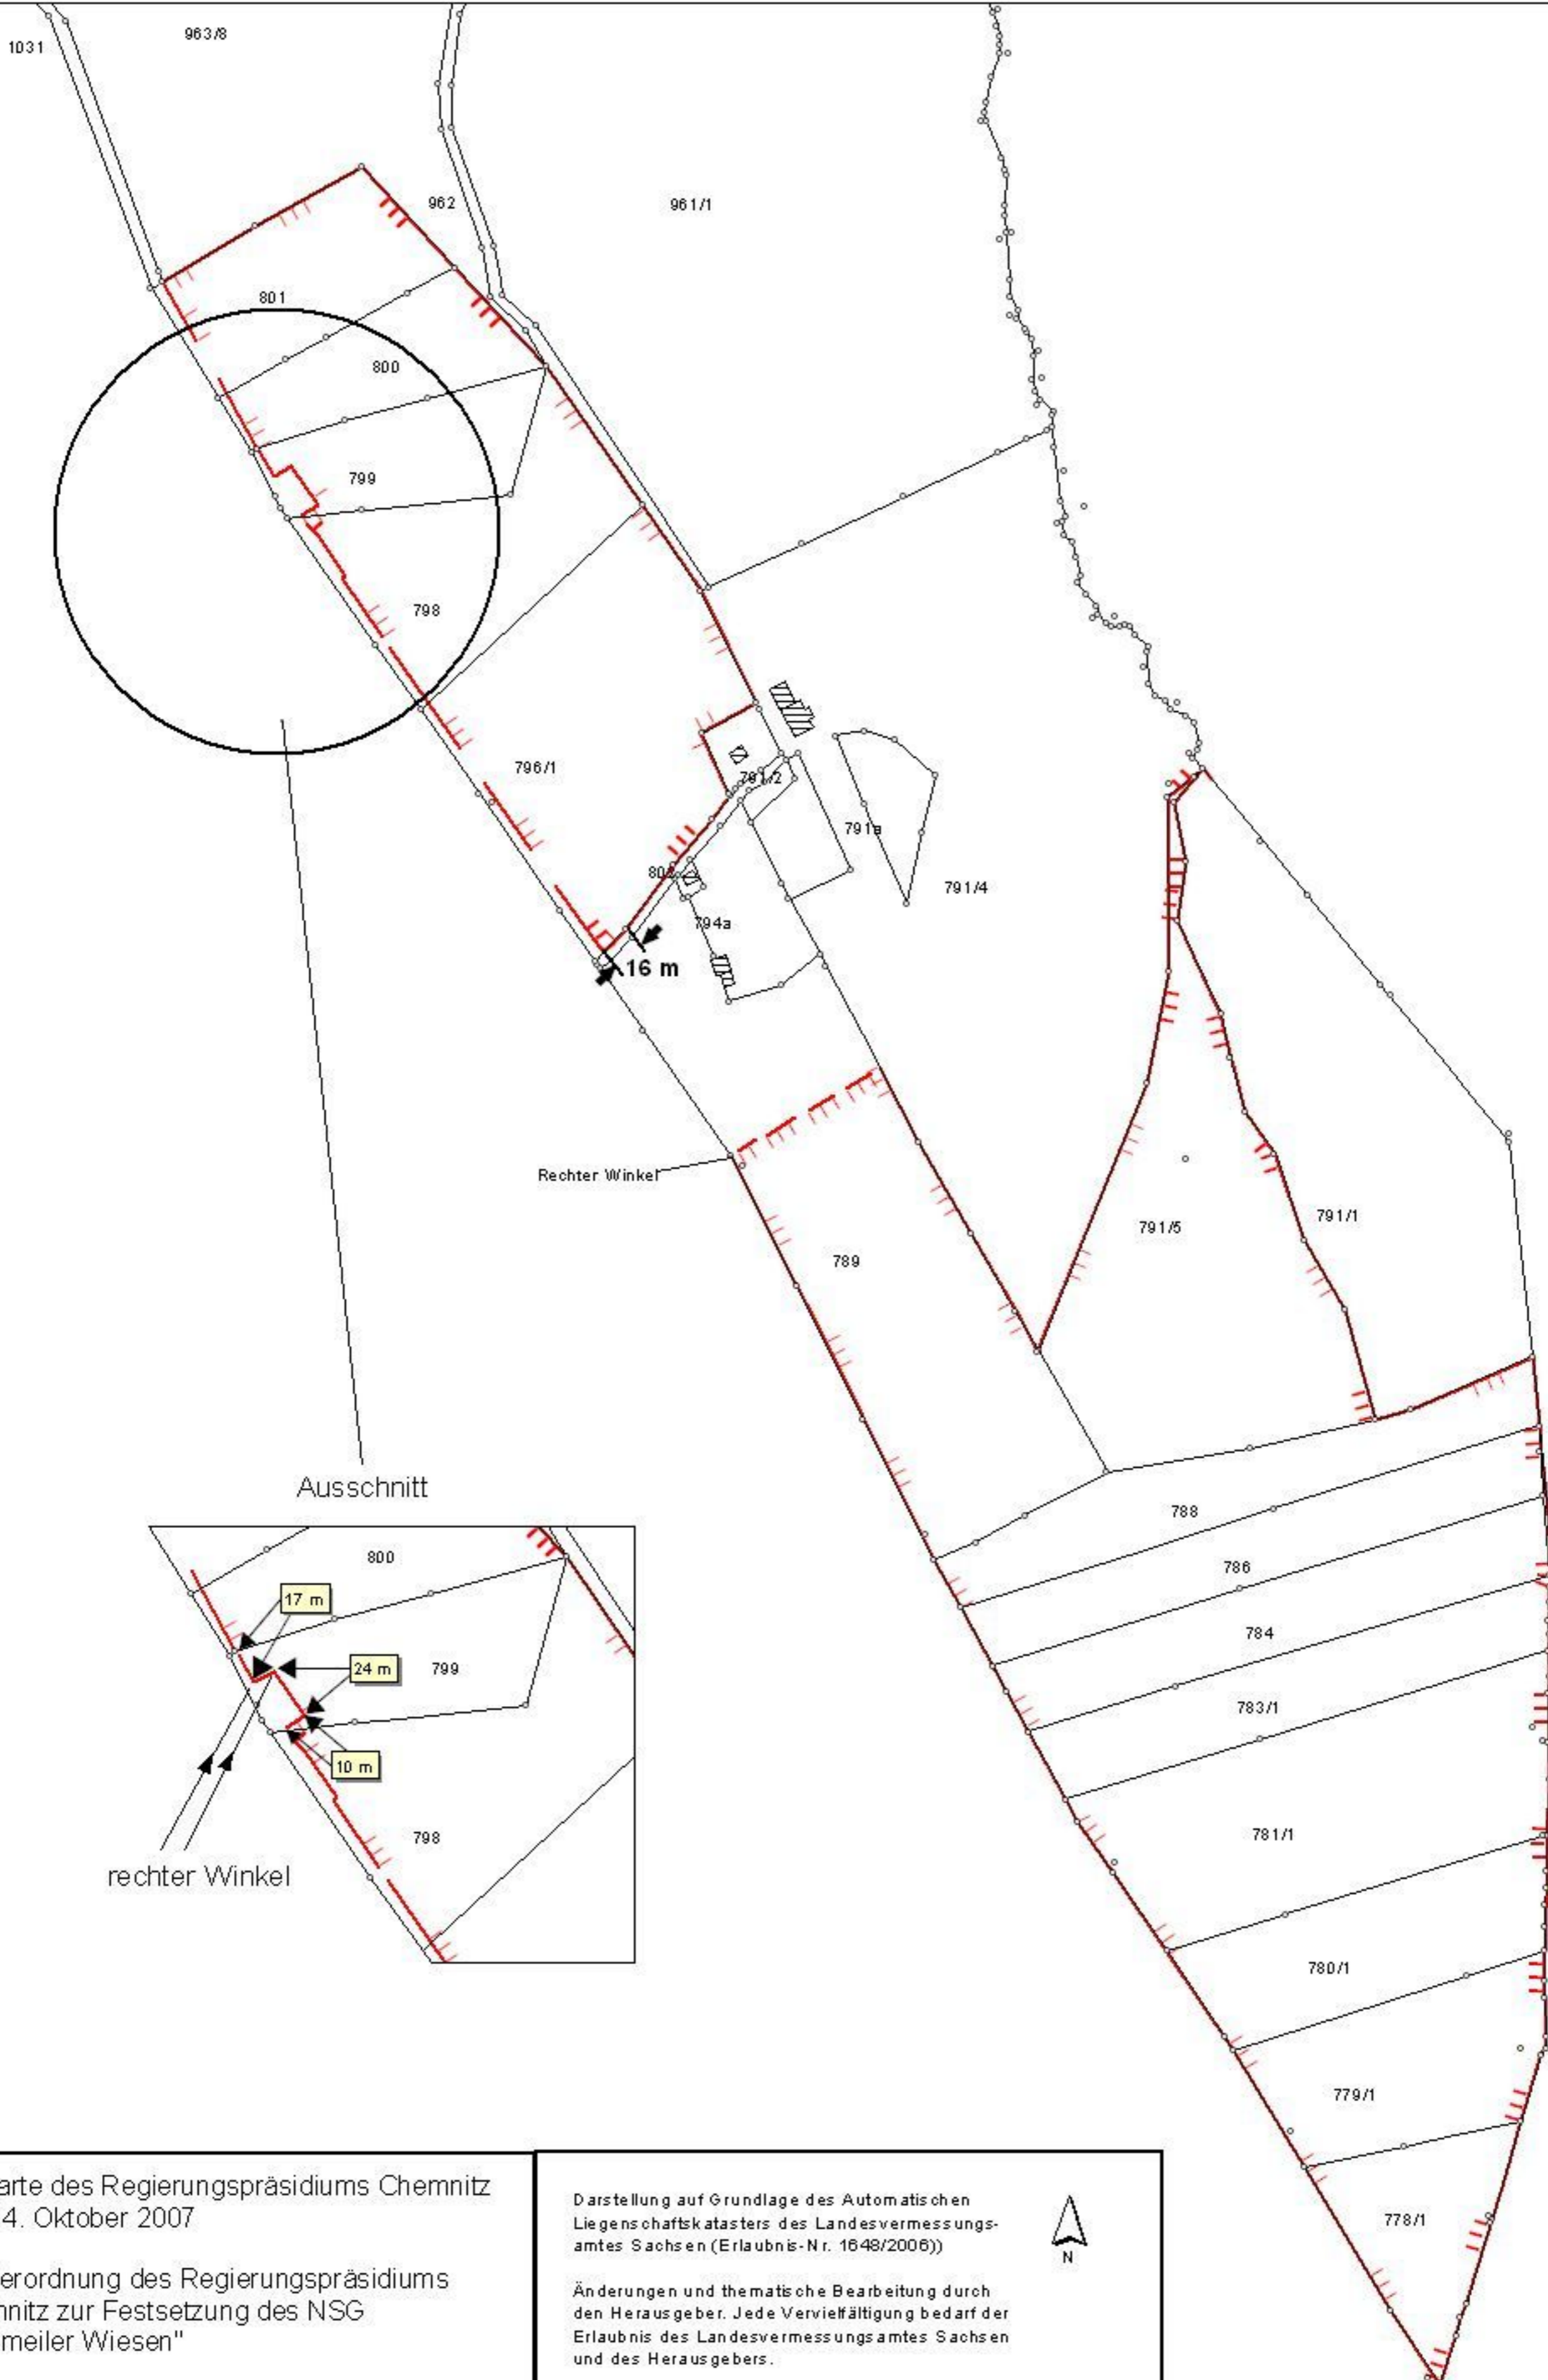 1031
963/8
962
961/1
801
800
799
798
796/1
791/2
791a
791/4
794a
16 m
Rechter Winkel
789
791/5
791/1
Ausschnitt
788
786
784
783/1
781/1
780/1
779/1
778/1
800
17 m
24 m
799
10 m
798
rechter Winkel
arte des Regierungspräsidiums Chemnitz
4. Oktober 2007
erordnung des Regierungspräsidiums
nnitz zur Festsetzung des NSG
meiler Wiesen"
Darstellung auf Grundlage des Automatischen
Liegenschaftskatasters des Landesvermessungs-
amtes Sachsen (Erlaubnis-Nr. 1648/2006))
N
Änderungen und thematische Bearbeitung durch
den Herausgeber. Jede Vervielfältigung bedarf der
Erlaubnis des Landesvermessungsamtes Sachsen
und des Herausgebers.